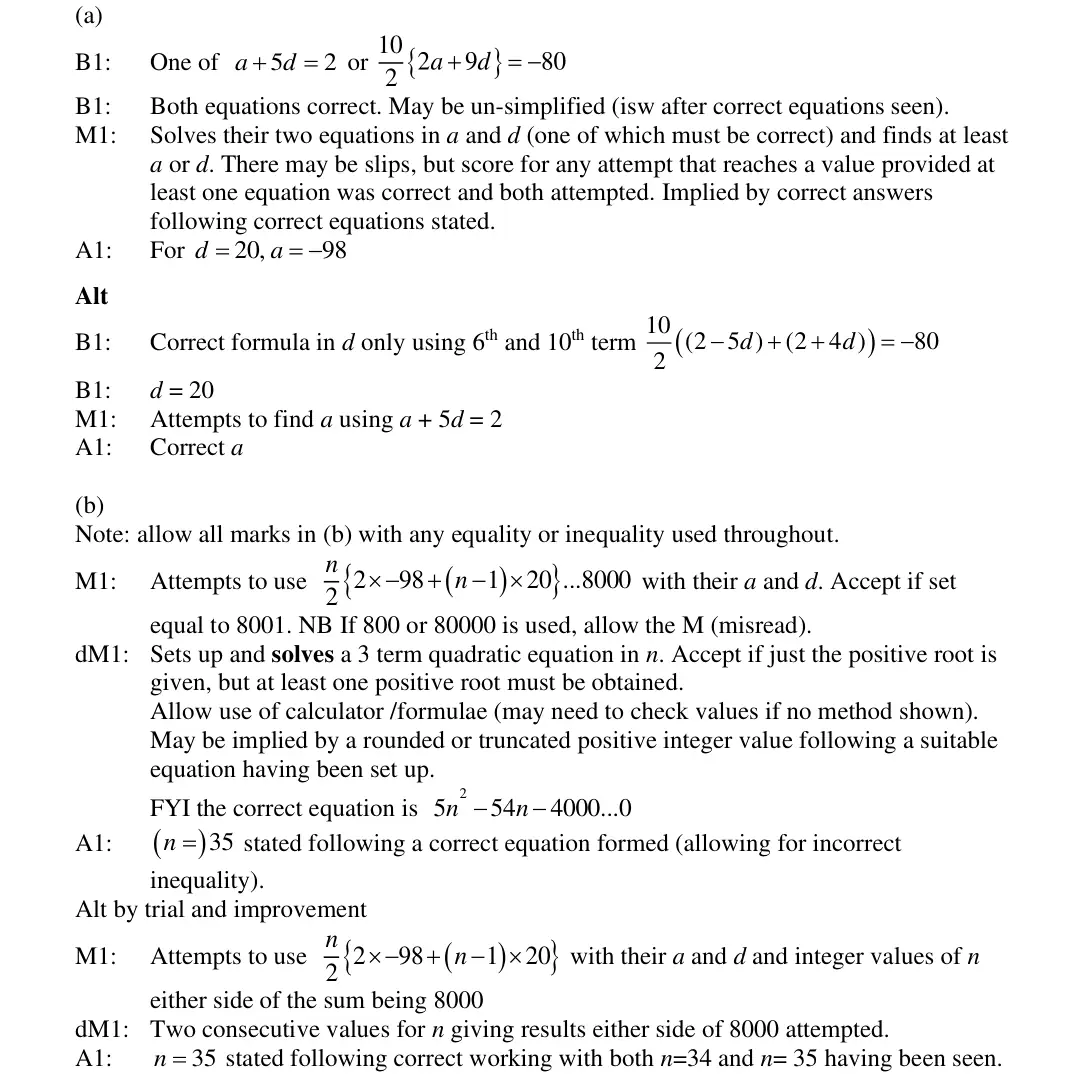 (a)
B1: One of a + 5d = 2 or 10/2 {2a + 9d} = −80
B1: Both equations correct. May be un-simplified (isw after correct equations seen).
M1: Solves their two equations in a and d (one of which must be correct) and finds at least
a or d. There may be slips, but score for any attempt that reaches a value provided at
least one equation was correct and both attempted. Implied by correct answers
following correct equations stated.
A1: For d = 20, a = −98
Alt
B1: Correct formula in d only using 6th and 10th term 10/2 ((2 − 5d) + (2 + 4d)) = −80
B1: d = 20
M1: Attempts to find a using a + 5d = 2
A1: Correct a
(b)
Note: allow all marks in (b) with any equality or inequality used throughout.
M1: Attempts to use n/2 {2×−98 + (n−1)×20}...8000 with their a and d. Accept if set
equal to 8001. NB If 800 or 80000 is used, allow the M (misread).
dM1: Sets up and solves a 3 term quadratic equation in n. Accept if just the positive root is
given, but at least one positive root must be obtained.
Allow use of calculator /formulae (may need to check values if no method shown).
May be implied by a rounded or truncated positive integer value following a suitable
equation having been set up.
FYI the correct equation is 5n² − 54n − 4000...0
A1: (n =)35 stated following a correct equation formed (allowing for incorrect
inequality).
Alt by trial and improvement
M1: Attempts to use n/2 {2×−98 + (n−1)×20} with their a and d and integer values of n
either side of the sum being 8000
dM1: Two consecutive values for n giving results either side of 8000 attempted.
A1: n = 35 stated following correct working with both n=34 and n= 35 having been seen.